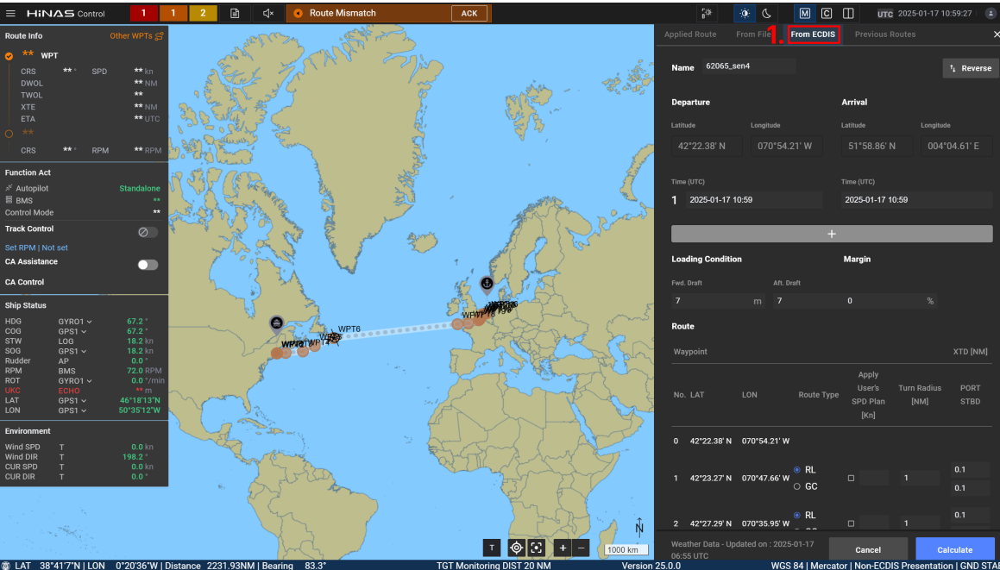 HiNAS Control
1
1
2
Route Mismatch
ACK
M
C
UTC 2025-01-17 10:59:27
Route Info
Other WPTs
** WPT
CRS **° SPD ** kn
DWOL ** NM
TWOL **
XTE ** NM
ETA ** UTC
**
CRS **° RPM ** RPM
Function Act
Autopilot Standalone
BMS **
Control Mode **
Track Control
Set RPM | Not set
CA Assistance
CA Control
Ship Status
HDG GYRO1 67.2 °
COG GPS1 67.2 °
STW LOG 18.2 kn
SOG GPS1 18.2 kn
Rudder AP 0.0 °
RPM BMS 72.0 RPM
ROT GYRO1 0.0 °/min
UKC ECHO ** m
LAT GPS1 46°18'13"N
LON GPS1 50°35'12"W
Environment
Wind SPD T 0.0 kn
Wind DIR T 198.2 °
CUR SPD T 0.0 kn
CUR DIR T 0.0 °
WPT6
T
+
−
N
1000 km
Applied Route
From File
1.
From ECDIS
Previous Routes
Name 62065_sen4
Reverse
Departure Arrival
Latitude Longitude Latitude Longitude
42°22.38' N 070°54.21' W 51°58.86' N 004°04.61' E
Time (UTC) Time (UTC)
1 2025-01-17 10:59 2025-01-17 10:59
+
Loading Condition Margin
Fwd. Draft Aft. Draft
7 m 7 0 %
Route
Waypoint XTD [NM]
No. LAT LON Route Type Apply User's SPD Plan [Kn] Turn Radius [NM] PORT STBD
0 42°22.38' N 070°54.21' W
1 42°23.27' N 070°47.66' W RL GC 1 0.1 0.1
2 42°27.29' N 070°35.95' W RL 1 0.1
Weather Data - Updated on : 2025-01-17
06:55 UTC
Cancel
Calculate
LAT 38°41'7"N | LON 0°20'36"W | Distance 2231.93NM | Bearing 83.3° TGT Monitoring DIST 20 NM Version 25.0.0 WGS 84 | Mercator | Non-ECDIS Presentation | GND STAB